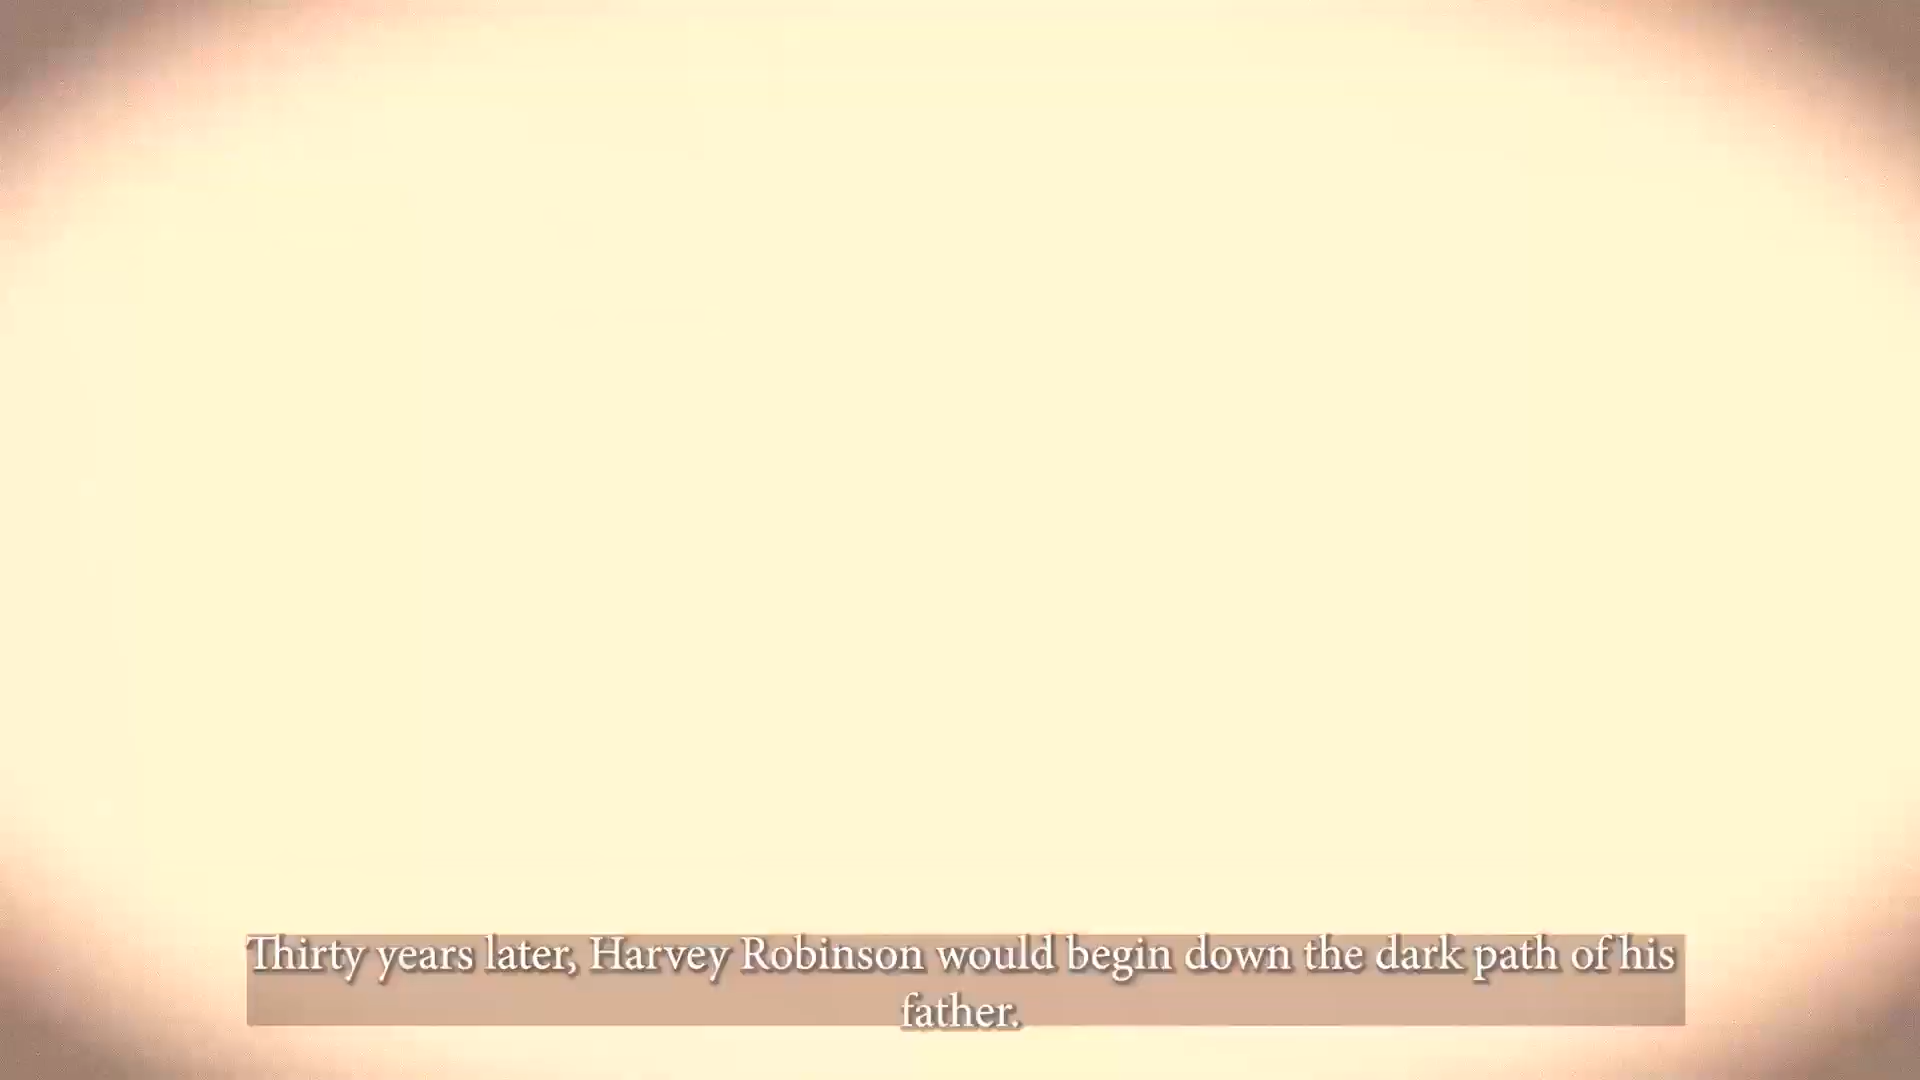 Thirty years later, Harvey Robinson would begin down the dark path of his
father.